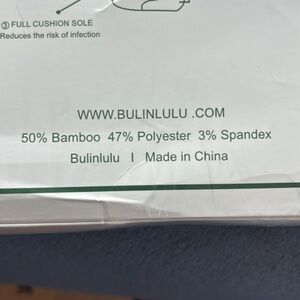 ③ FULL CUSHION SOLE
Reduces the risk of infection
WWW.BULINLULU .COM
50% Bamboo 47% Polyester 3% Spandex
Bulinlulu I Made in China